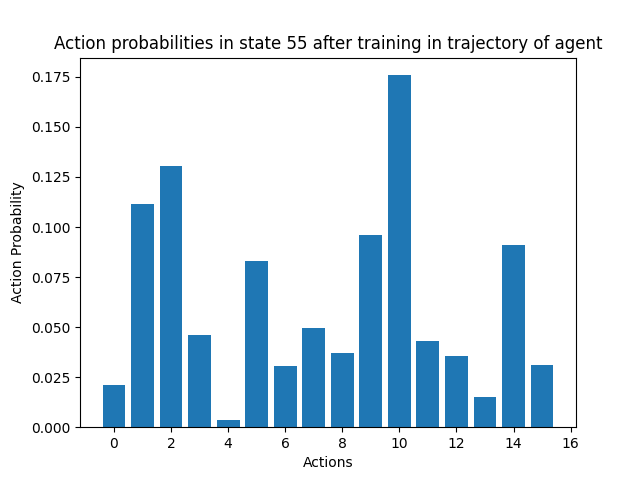 Action probabilities in state 55 after training in trajectory of agent
Action Probability
0.175
0.150
0.125
0.100
0.075
0.050
0.025
0.000
0 2 4 6 8 10 12 14 16
Actions